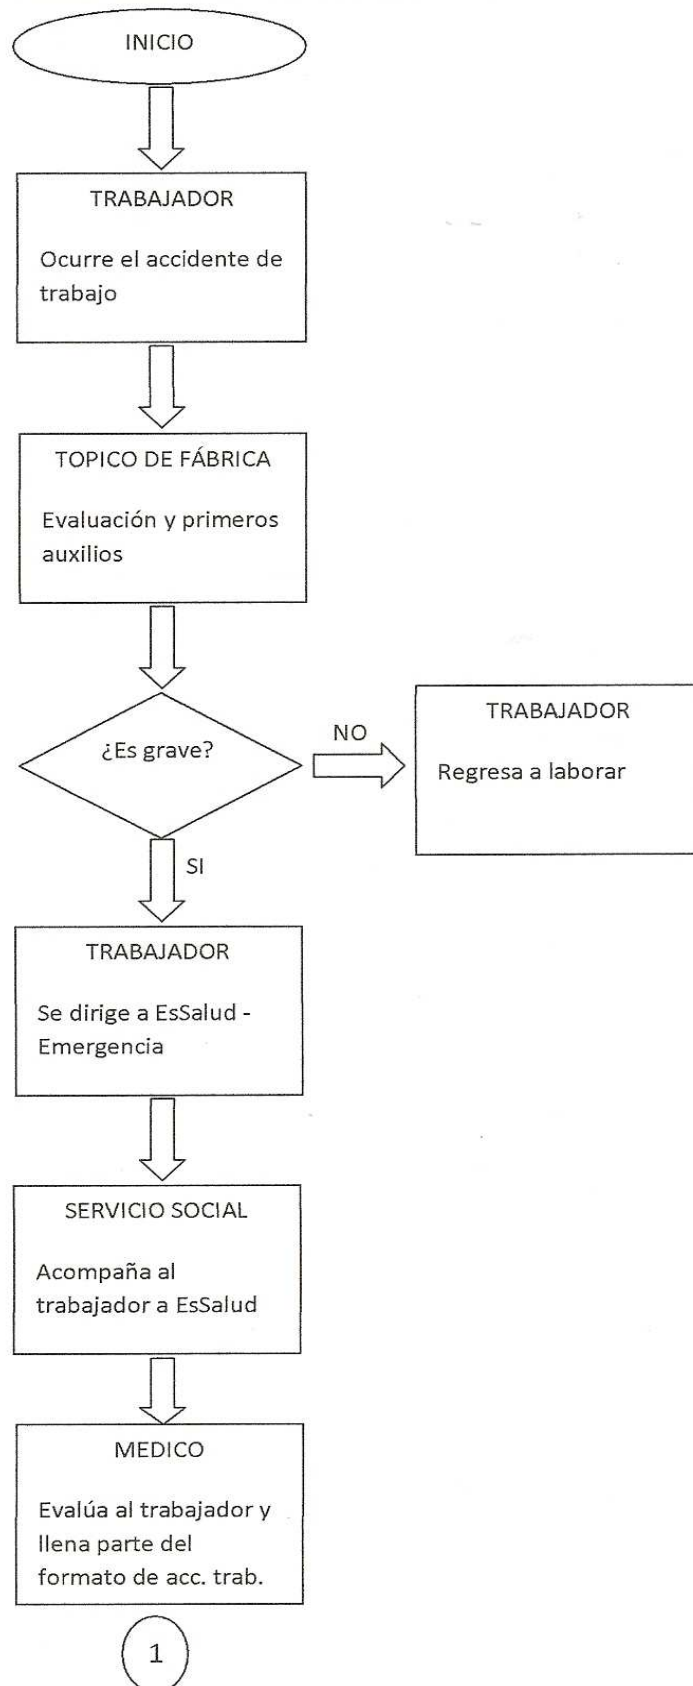 INICIO
TRABAJADOR
Ocurre el accidente de
trabajo
TOPICO DE FÁBRICA
Evaluación y primeros
auxilios
¿Es grave?
NO
TRABAJADOR
Regresa a laborar
SI
TRABAJADOR
Se dirige a EsSalud -
Emergencia
SERVICIO SOCIAL
Acompaña al
trabajador a EsSalud
MEDICO
Evalúa al trabajador y
llena parte del
formato de acc. trab.
1